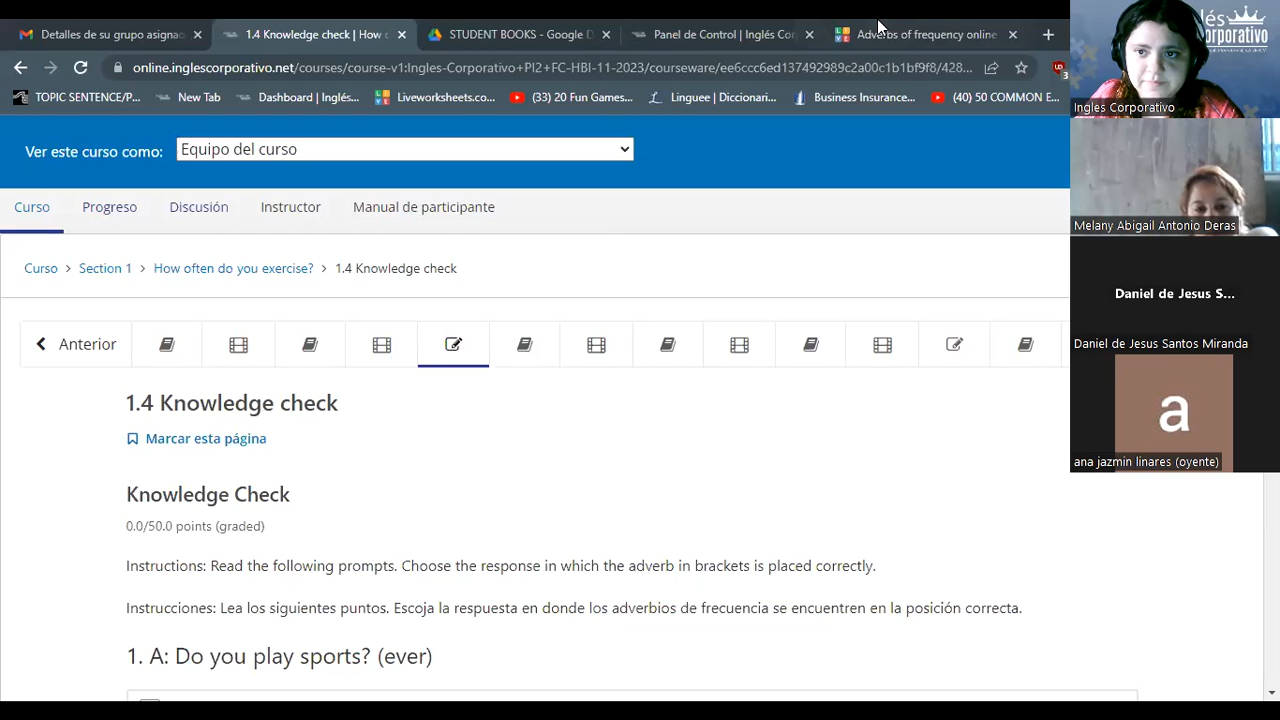 Detalles de su grupo asigna
1.4 Knowledge check | How
STUDENT BOOKS - Google D
Panel de Control | Inglés Co
Adverbs of frequency online
online.inglescorporativo.net/courses/course-v1:Ingles-Corporativo+PI2+FC-HBI-11-2023/courseware/ee5ccc6ed137492989c2a00c1b1bf9f8/428...
3
TOPIC SENTENCE/P...
New Tab
Dashboard | Inglés...
Liveworksheets.co...
(33) 20 Fun Games...
Linguee | Diccionari...
Business Insurance...
(40) 50 COMMON E...
Ver este curso como:
Equipo del curso
Curso
Progreso
Discusión
Instructor
Manual de participante
Curso > Section 1 > How often do you exercise? > 1.4 Knowledge check
Anterior
1.4 Knowledge check
Marcar esta página
Knowledge Check
0.0/50.0 points (graded)
Instructions: Read the following prompts. Choose the response in which the adverb in brackets is placed correctly.
Instrucciones: Lea los siguientes puntos. Escoja la respuesta en donde los adverbios de frecuencia se encuentren en la posición correcta.
1. A: Do you play sports? (ever)
Ingles Corporativo
Melany Abigail Antonio Deras
Daniel de Jesus S...
Daniel de Jesus Santos Miranda
a
ana jazmin linares (oyente)